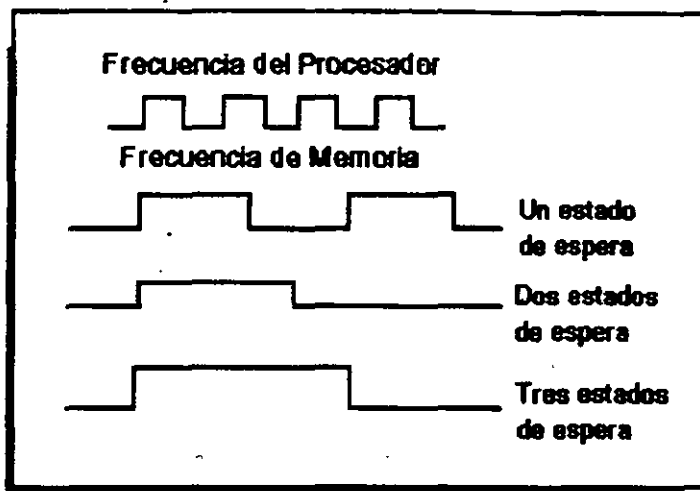 Frecuencia del Procesador
Frecuencia de Memoria
Un estado
de espera
Dos estados
de espera
Tres estados
de espera